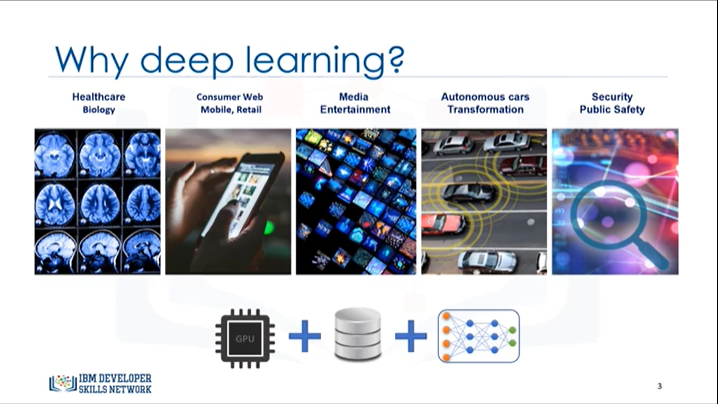 Why deep learning?
Healthcare
Biology
Consumer Web
Mobile, Retail
Media
Entertainment
Autonomous cars
Transformation
Security
Public Safety
GPU
IBM DEVELOPER
SKILLS NETWORK
3